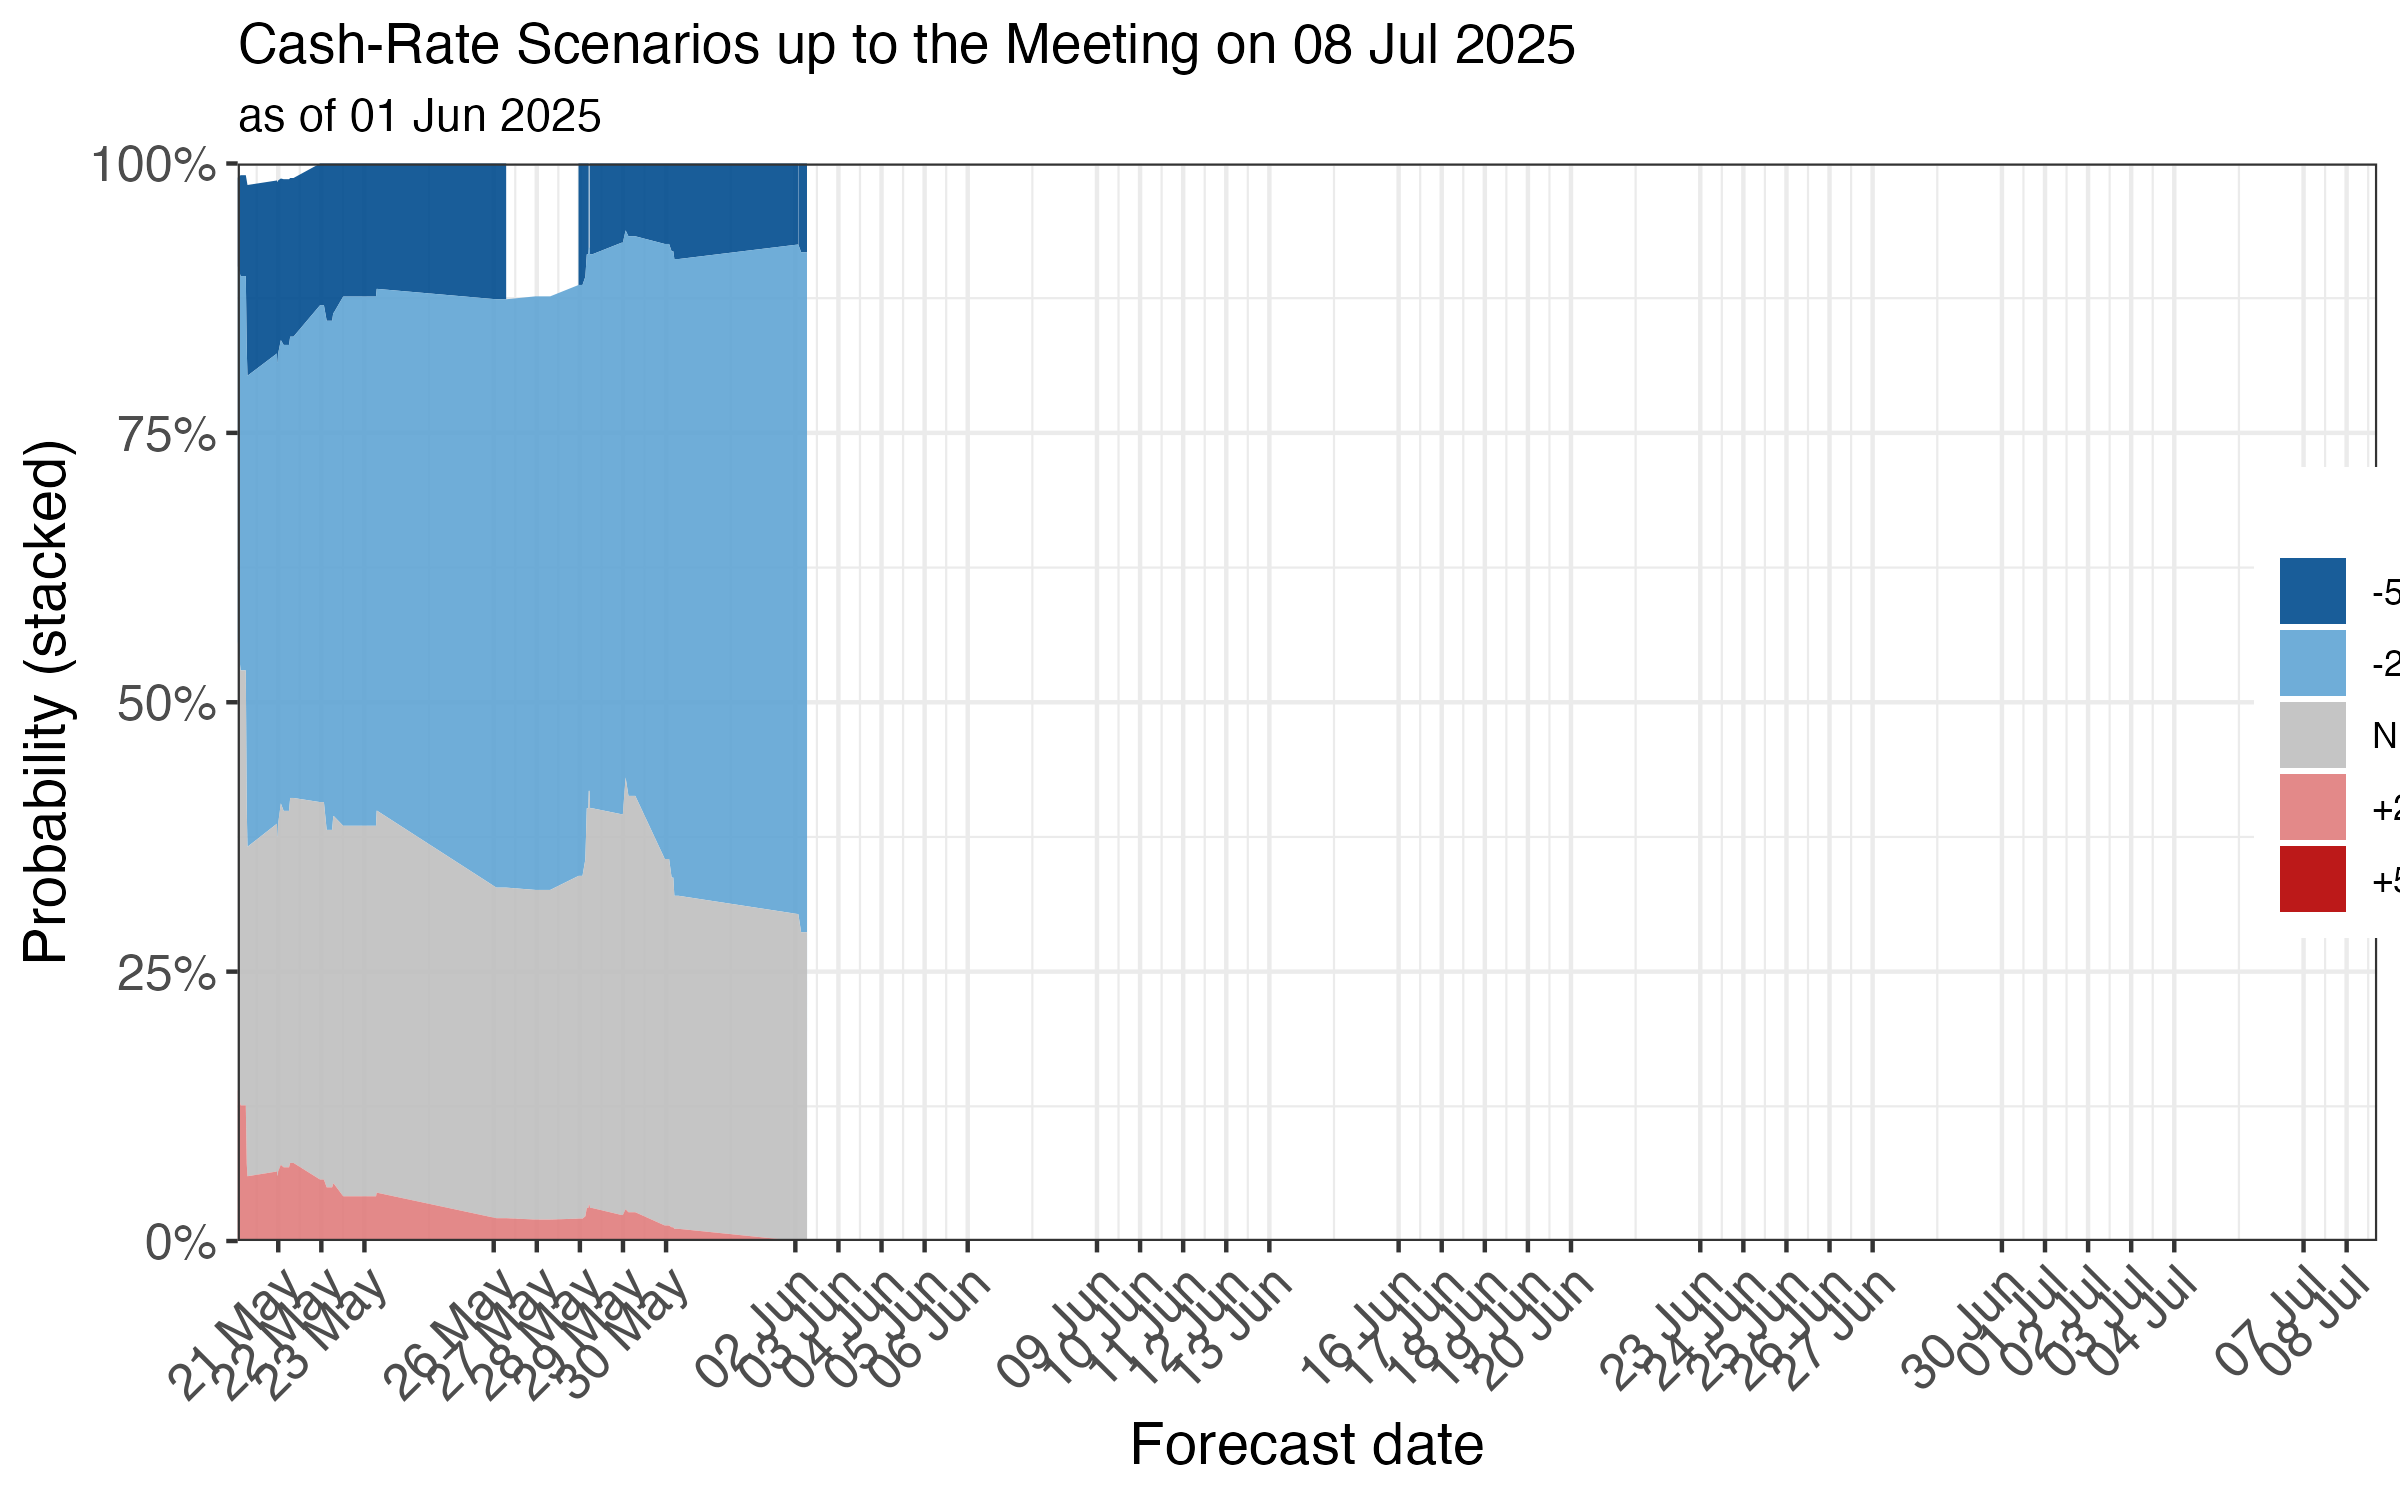 Cash-Rate Scenarios up to the Meeting on 08 Jul 2025
as of 01 Jun 2025
100%
75%
50%
25%
0%
Probability (stacked)
-5
-2
N
+2
+5
21 May
22 May
23 May
26 May
27 May
28 May
29 May
30 May
02 Jun
03 Jun
04 Jun
05 Jun
06 Jun
09 Jun
10 Jun
11 Jun
12 Jun
13 Jun
16 Jun
17 Jun
18 Jun
19 Jun
20 Jun
23 Jun
24 Jun
25 Jun
26 Jun
27 Jun
30 Jun
01 Jul
02 Jul
03 Jul
04 Jul
07 Jul
08 Jul
Forecast date